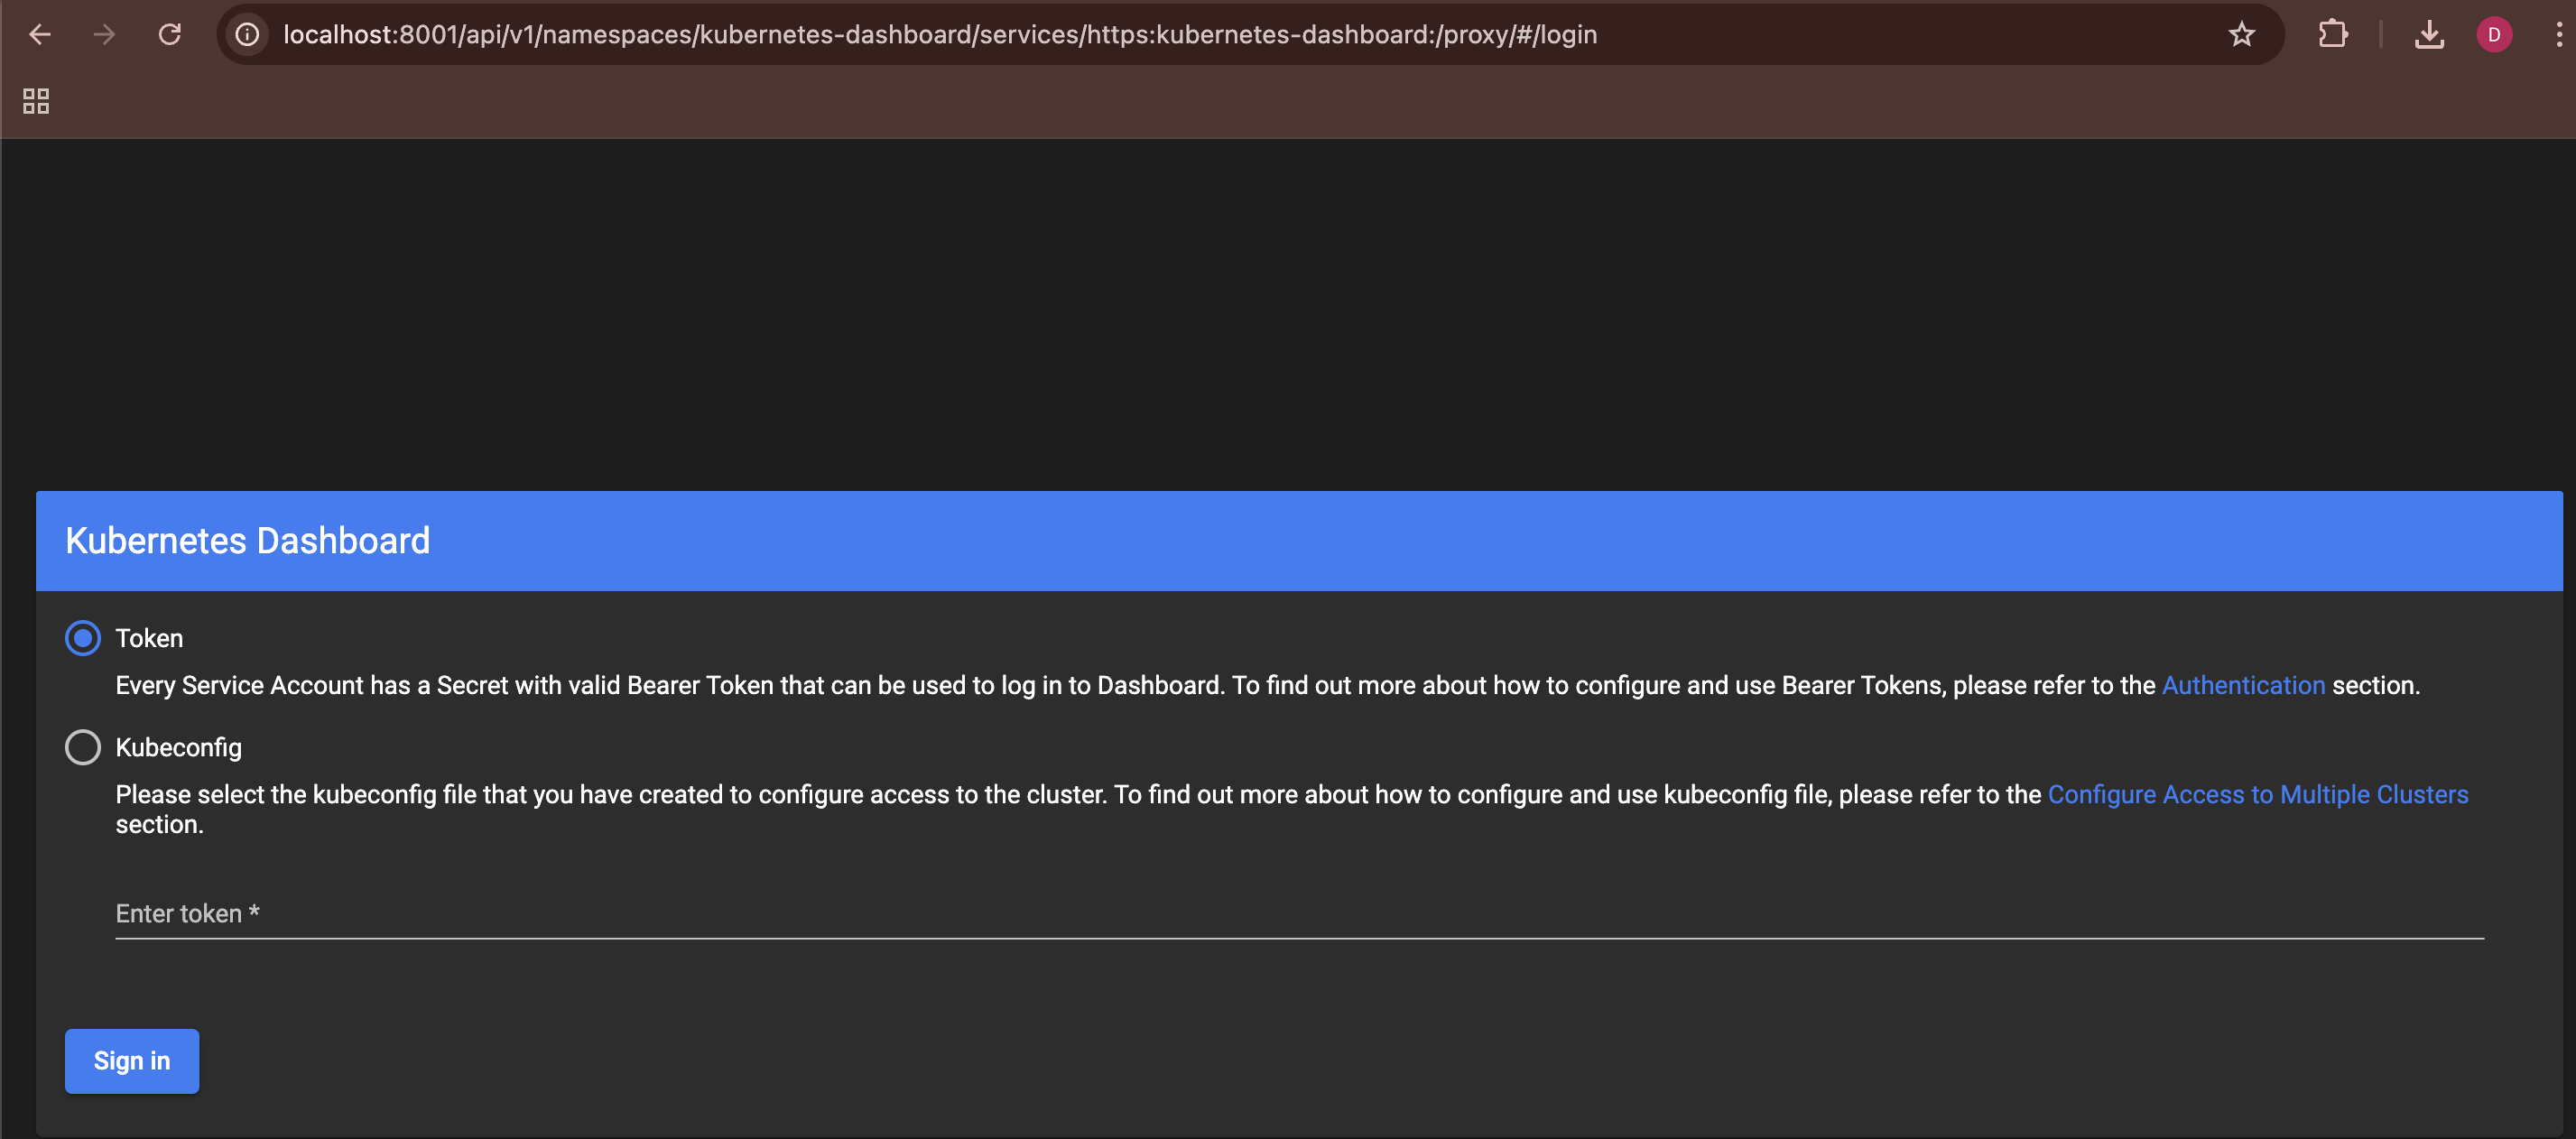 localhost:8001/api/v1/namespaces/kubernetes-dashboard/services/https:kubernetes-dashboard:/proxy/#/login
D
Kubernetes Dashboard
Token
Every Service Account has a Secret with valid Bearer Token that can be used to log in to Dashboard. To find out more about how to configure and use Bearer Tokens, please refer to the Authentication section.
Kubeconfig
Please select the kubeconfig file that you have created to configure access to the cluster. To find out more about how to configure and use kubeconfig file, please refer to the Configure Access to Multiple Clusters
section.
Enter token *
Sign in